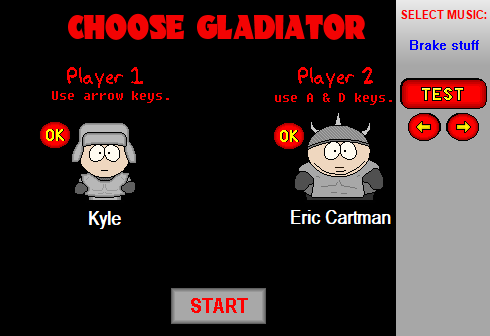 CHOOSE GLADIATOR
SELECT MUSIC:
Brake stuff
TEST
Player 1
Use arrow keys.
Player 2
use A & D keys.
OK
OK
Kyle
Eric Cartman
START